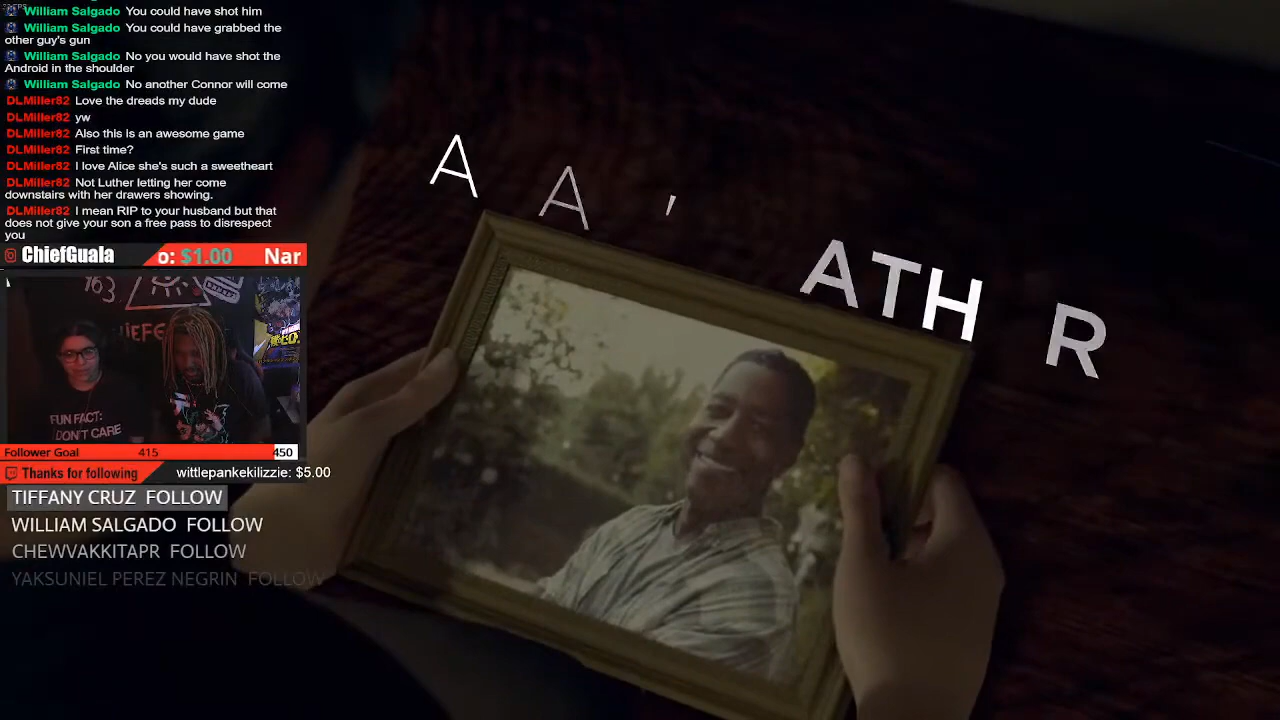 William Salgado You could have shot him
William Salgado You could have grabbed the
other guy's gun
William Salgado No you would have shot the
Android in the shoulder
William Salgado No another Connor will come
DLMiller82 Love the dreads my dude
DLMiller82 yw
DLMiller82 Also this is an awesome game
DLMiller82 First time?
DLMiller82 I love Alice she's such a sweetheart
DLMiller82 Not Luther letting her come
downstairs with her drawers showing.
DLMiller82 I mean RIP to your husband but that
does not give your son a free pass to disrespect
you
ChiefGuala o: $1.00 Nar
A A ' ATH R
163
IEFG
FUN FACT:
I DON'T CARE
Follower Goal 415 450
Thanks for following wittlepankekilizzie: $5.00
TIFFANY CRUZ FOLLOW
WILLIAM SALGADO FOLLOW
CHEWVAKKITAPR FOLLOW
YAKSUNIEL PEREZ NEGRIN FOLLOW